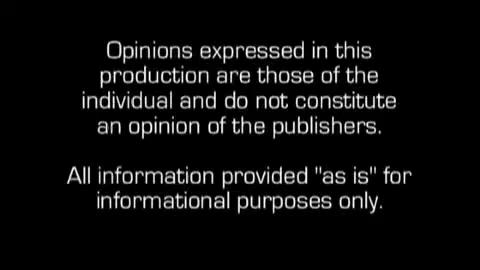 Opinions expressed in this
production are those of the
individual and do not constitute
an opinion of the publishers.
All information provided "as is" for
informational purposes only.